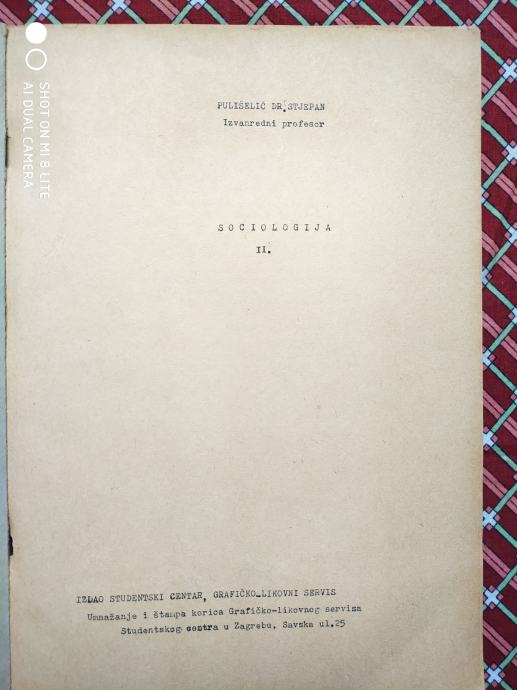 PULIŠELIĆ DR.STJEPAN
Izvanredni profesor
SOCIOLOGIJA
II.
IZDAO STUDENTSKI CENTAR, GRAFIČKO-LIKOVNI SERVIS
Umnažanje i štampa korica Grafičko-likovnog servisa
Studentskog centra u Zagrebu, Savska ul.25
SHOT ON MI 8 LITE
AI DUAL CAMERA